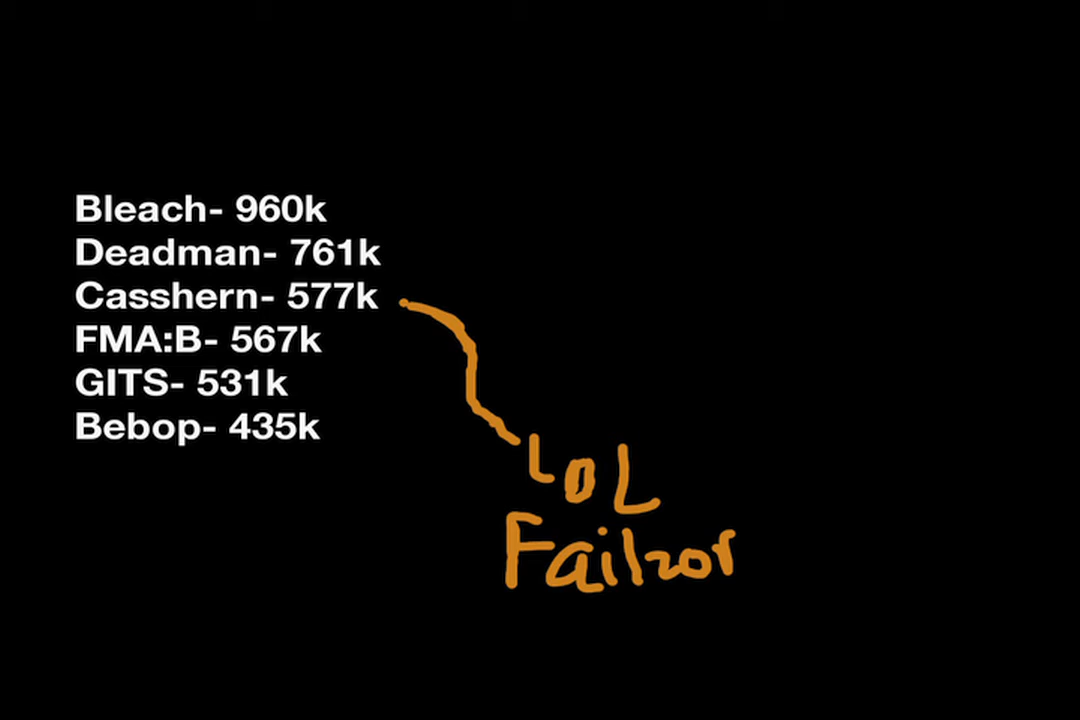 Bleach- 960k
Deadman- 761k
Casshern- 577k
FMA:B- 567k
GITS- 531k
Bebop- 435k
LOL
Failzor